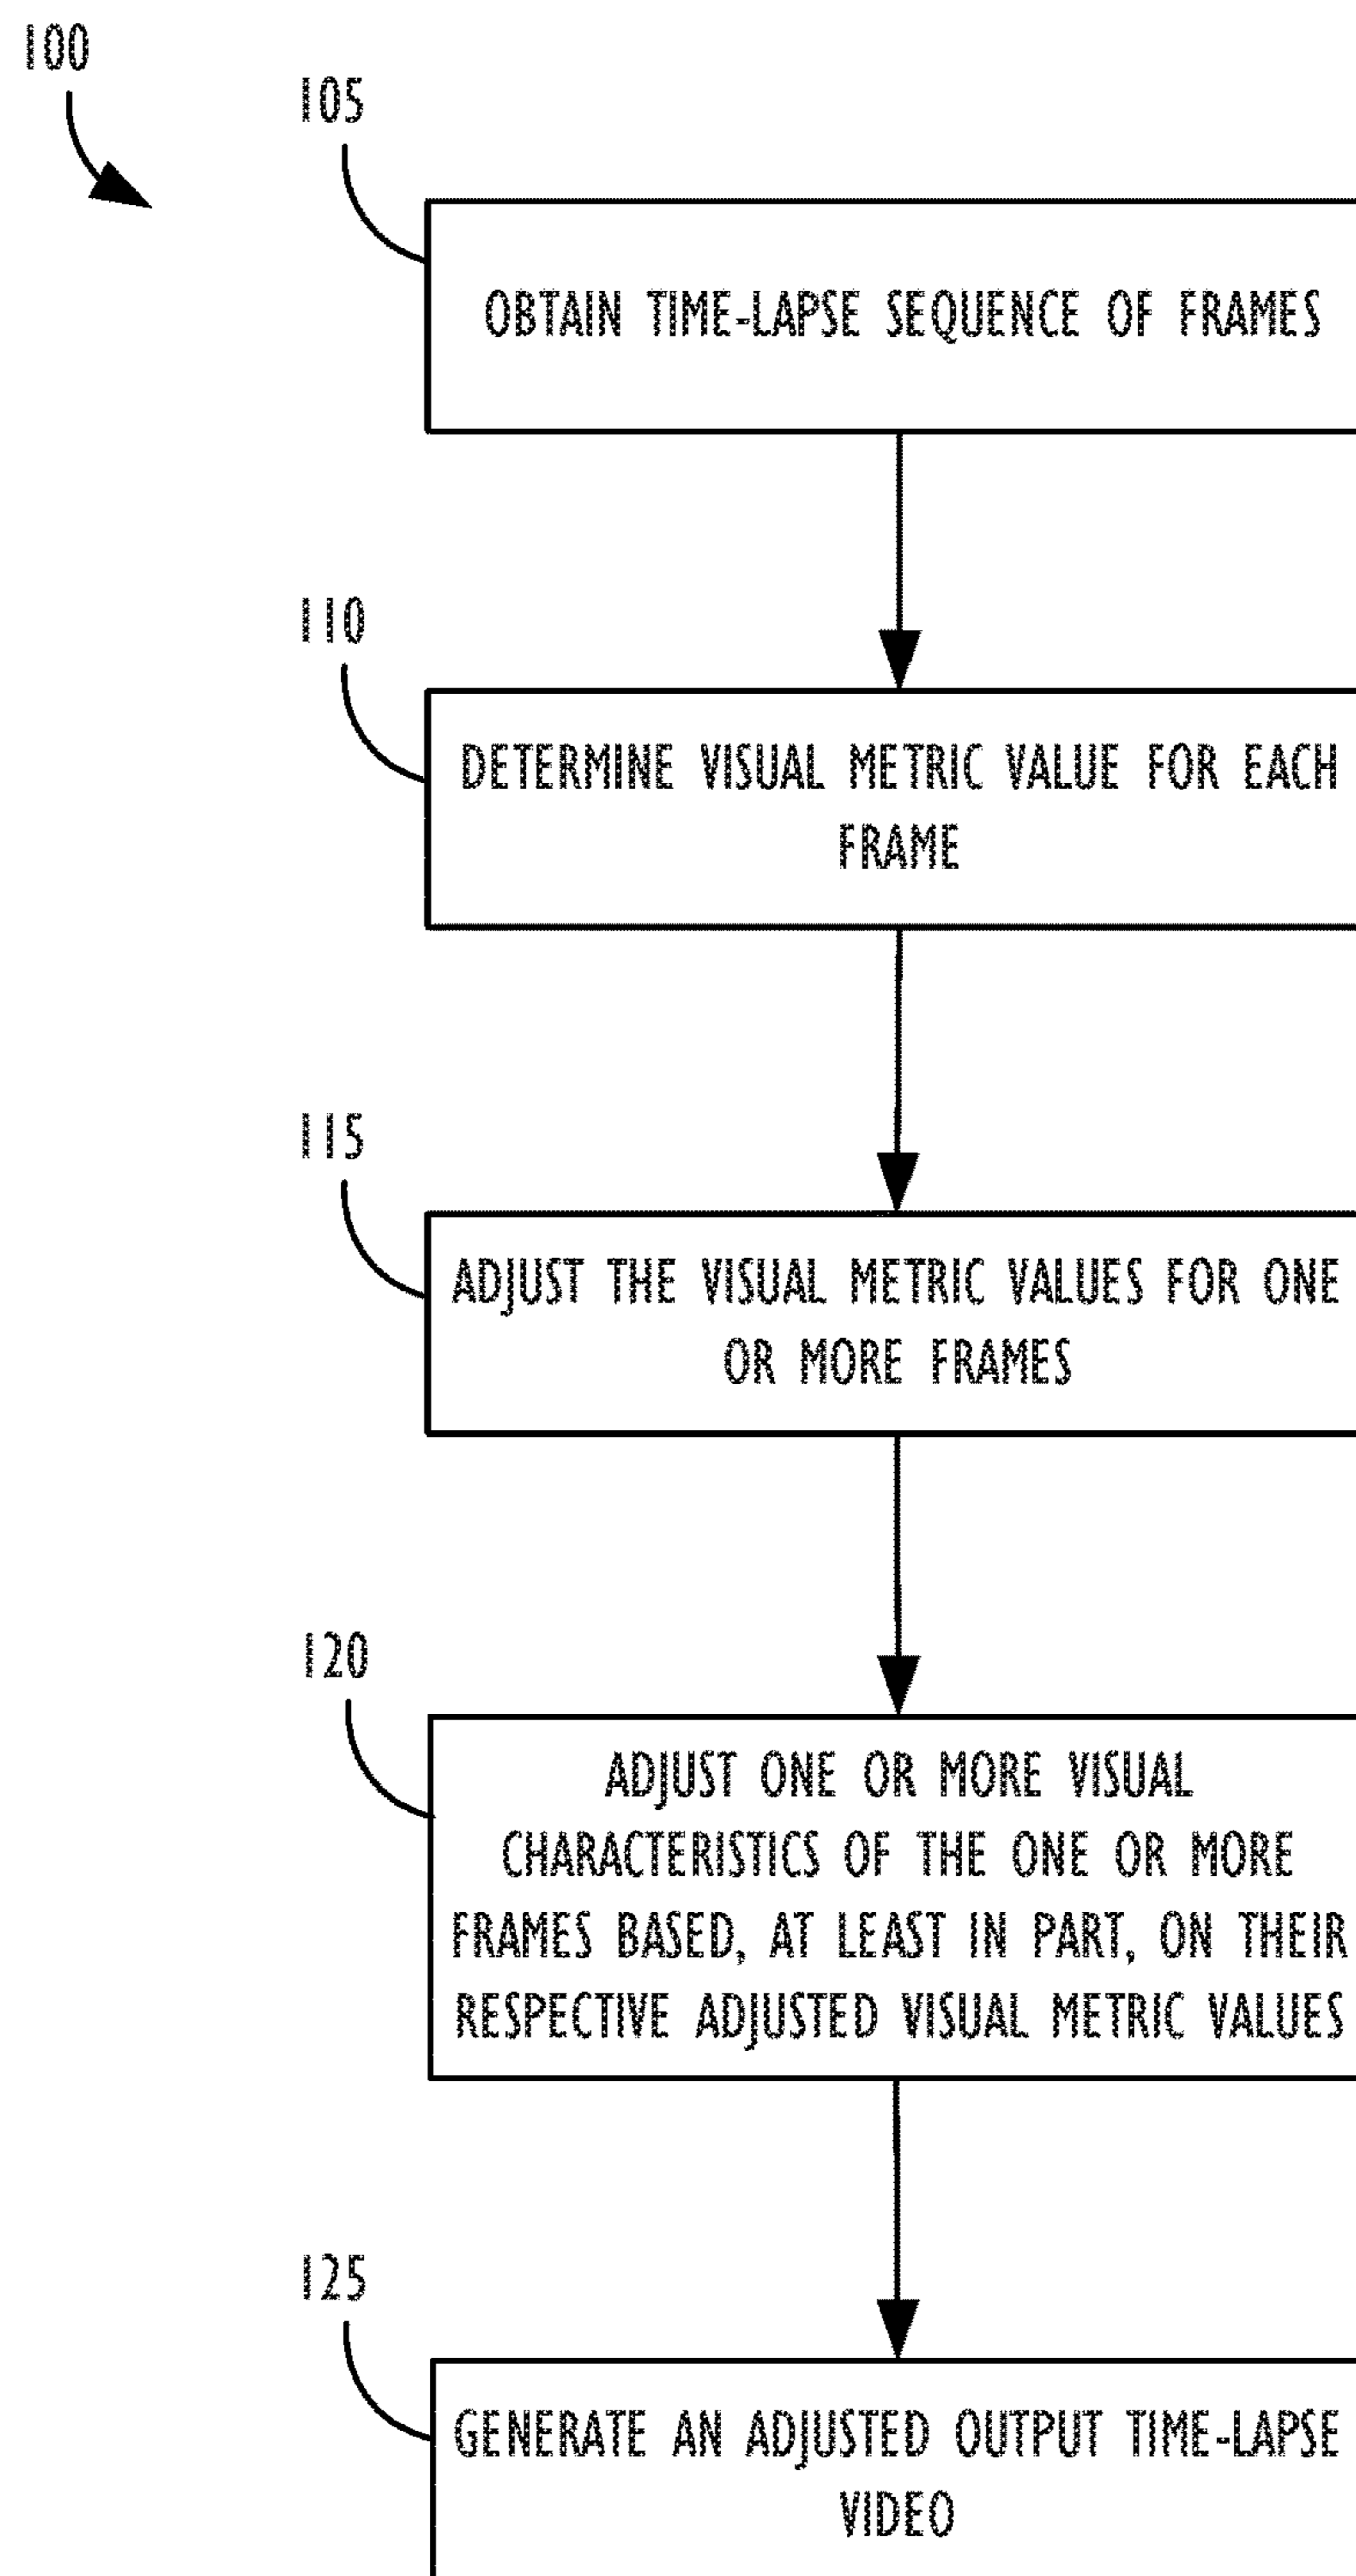 100
105
OBTAIN TIME-LAPSE SEQUENCE OF FRAMES
110
DETERMINE VISUAL METRIC VALUE FOR EACH
FRAME
115
ADJUST THE VISUAL METRIC VALUES FOR ONE
OR MORE FRAMES
120
ADJUST ONE OR MORE VISUAL
CHARACTERISTICS OF THE ONE OR MORE
FRAMES BASED, AT LEAST IN PART, ON THEIR
RESPECTIVE ADJUSTED VISUAL METRIC VALUES
125
GENERATE AN ADJUSTED OUTPUT TIME-LAPSE
VIDEO